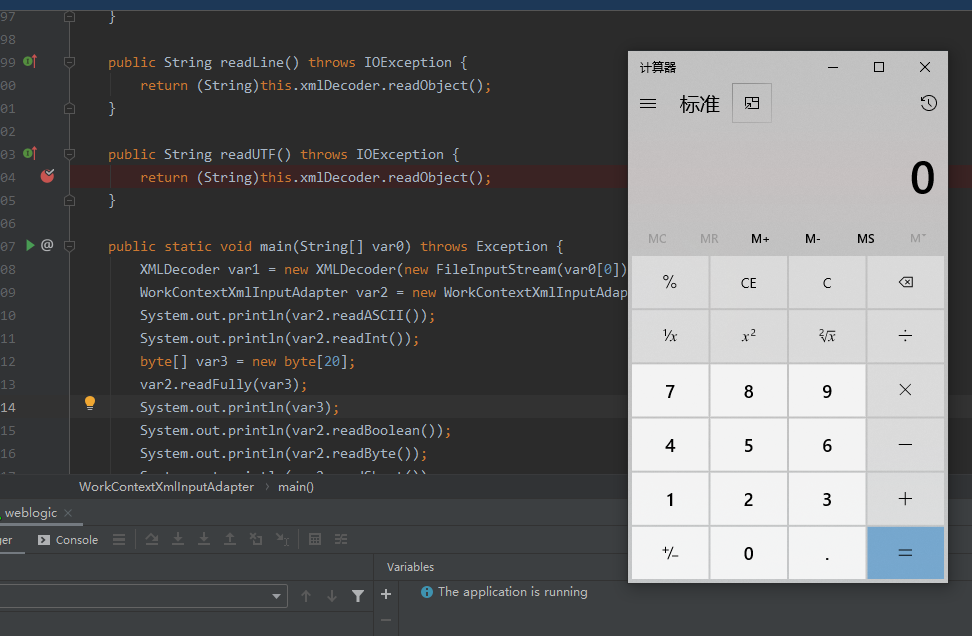 97 }
98
99 public String readLine() throws IOException {
00 return (String)this.xmlDecoder.readObject();
01 }
02
03 public String readUTF() throws IOException {
04 return (String)this.xmlDecoder.readObject();
05 }
06
07 @ public static void main(String[] var0) throws Exception {
08 XMLDecoder var1 = new XMLDecoder(new FileInputStream(var0[0])
09 WorkContextXmlInputAdapter var2 = new WorkContextXmlInputAdap
10 System.out.println(var2.readASCII());
11 System.out.println(var2.readInt());
12 byte[] var3 = new byte[20];
13 var2.readFully(var3);
14 System.out.println(var3);
15 System.out.println(var2.readBoolean());
16 System.out.println(var2.readByte());
WorkContextXmlInputAdapter › main()
weblogic ×
ger Console
Variables
The application is running
计算器
标准
0
MC MR M+ M- MS M˅
% CE C ⌫
¹/x x² ²√x ÷
7 8 9 ×
4 5 6 −
1 2 3 +
+/− 0 . =